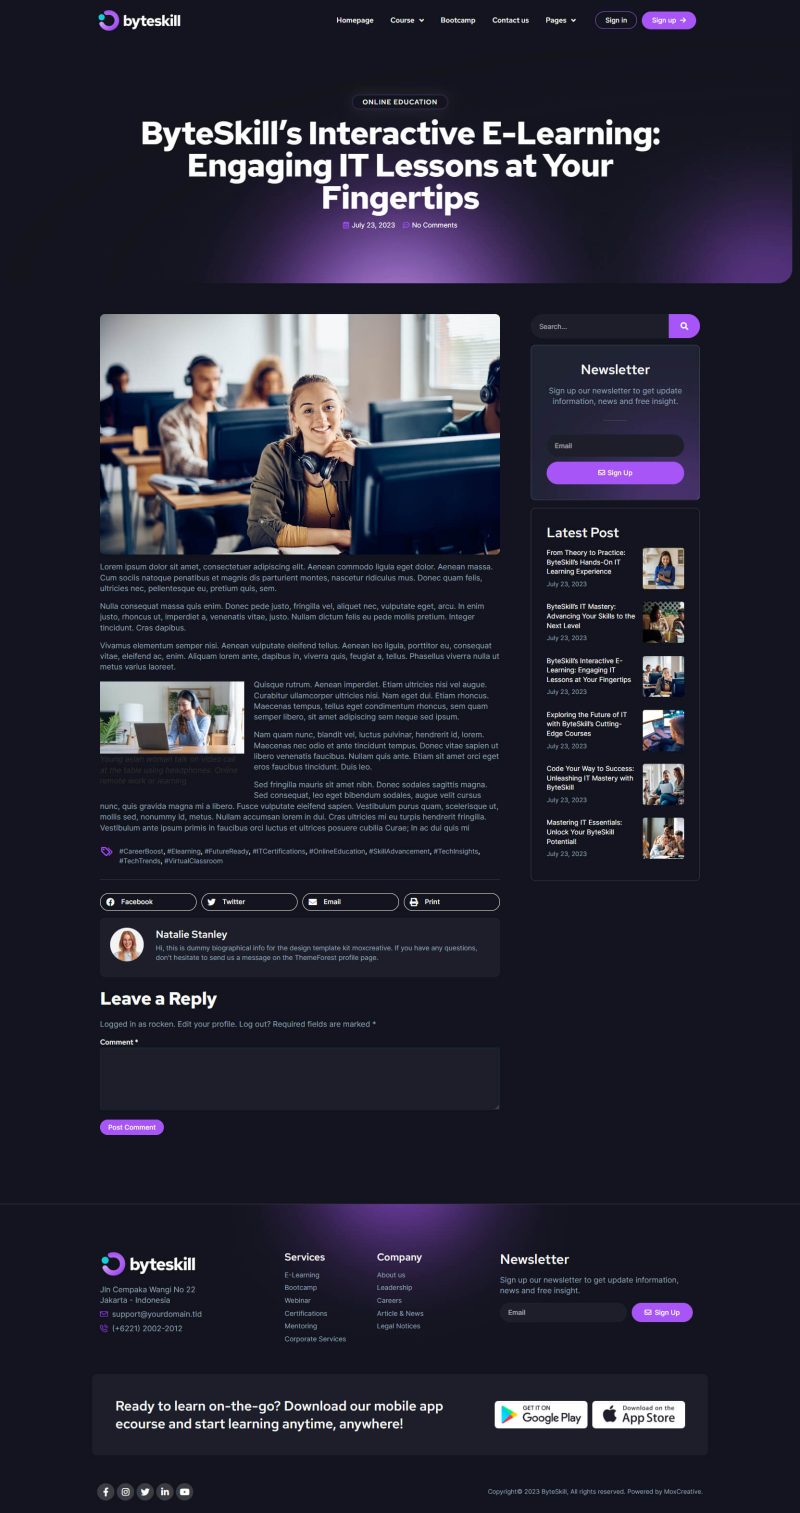 byteskill
Homepage Course Bootcamp Contact us Pages Sign in Sign up
ONLINE EDUCATION
ByteSkill’s Interactive E-Learning:
Engaging IT Lessons at Your
Fingertips
July 23, 2023 No Comments
Search...
Newsletter
Sign up our newsletter to get update
information, news and free insight.
Email
Sign Up
Lorem ipsum dolor sit amet, consectetuer adipiscing elit. Aenean commodo ligula eget dolor. Aenean massa.
Cum sociis natoque penatibus et magnis dis parturient montes, nascetur ridiculus mus. Donec quam felis,
ultricies nec, pellentesque eu, pretium quis, sem.
Nulla consequat massa quis enim. Donec pede justo, fringilla vel, aliquet nec, vulputate eget, arcu. In enim
justo, rhoncus ut, imperdiet a, venenatis vitae, justo. Nullam dictum felis eu pede mollis pretium. Integer
tincidunt. Cras dapibus.
Vivamus elementum semper nisi. Aenean vulputate eleifend tellus. Aenean leo ligula, porttitor eu, consequat
vitae, eleifend ac, enim. Aliquam lorem ante, dapibus in, viverra quis, feugiat a, tellus. Phasellus viverra nulla ut
metus varius laoreet.
Quisque rutrum. Aenean imperdiet. Etiam ultricies nisi vel augue.
Curabitur ullamcorper ultricies nisi. Nam eget dui. Etiam rhoncus.
Maecenas tempus, tellus eget condimentum rhoncus, sem quam
semper libero, sit amet adipiscing sem neque sed ipsum.
Young asian woman talk on video call
at the table using headphones. Online
remote work or learning
Nam quam nunc, blandit vel, luctus pulvinar, hendrerit id, lorem.
Maecenas nec odio et ante tincidunt tempus. Donec vitae sapien ut
libero venenatis faucibus. Nullam quis ante. Etiam sit amet orci eget
eros faucibus tincidunt. Duis leo.
Sed fringilla mauris sit amet nibh. Donec sodales sagittis magna.
Sed consequat, leo eget bibendum sodales, augue velit cursus
nunc, quis gravida magna mi a libero. Fusce vulputate eleifend sapien. Vestibulum purus quam, scelerisque ut,
mollis sed, nonummy id, metus. Nullam accumsan lorem in dui. Cras ultricies mi eu turpis hendrerit fringilla.
Vestibulum ante ipsum primis in faucibus orci luctus et ultrices posuere cubilia Curae; In ac dui quis mi
#CareerBoost, #Elearning, #FutureReady, #ITCertifications, #OnlineEducation, #SkillAdvancement, #TechInsights,
#TechTrends, #VirtualClassroom
Facebook Twitter Email Print
Natalie Stanley
Hi, this is dummy biographical info for the design template kit moxcreative. If you have any questions,
don't hesitate to send us a message on the ThemeForest profile page.
Leave a Reply
Logged in as rocken. Edit your profile. Log out? Required fields are marked *
Comment *
Post Comment
Latest Post
From Theory to Practice:
ByteSkill’s Hands-On IT
Learning Experience
July 23, 2023
ByteSkill’s IT Mastery:
Advancing Your Skills to the
Next Level
July 23, 2023
ByteSkill’s Interactive E-
Learning: Engaging IT
Lessons at Your Fingertips
July 23, 2023
Exploring the Future of IT
with ByteSkill’s Cutting-
Edge Courses
July 23, 2023
Code Your Way to Success:
Unleashing IT Mastery with
ByteSkill
July 23, 2023
Mastering IT Essentials:
Unlock Your ByteSkill
Potential!
July 23, 2023
byteskill
Jln Cempaka Wangi No 22
Jakarta - Indonesia
support@yourdomain.tld
(+6221) 2002-2012
Services
E-Learning
Bootcamp
Webinar
Certifications
Mentoring
Corporate Services
Company
About us
Leadership
Careers
Article & News
Legal Notices
Newsletter
Sign up our newsletter to get update information,
news and free insight.
Email Sign Up
Ready to learn on-the-go? Download our mobile app
ecourse and start learning anytime, anywhere!
GET IT ON
Google Play
Download on the
App Store
Copyright© 2023 ByteSkill, All rights reserved. Powered by MoxCreative.